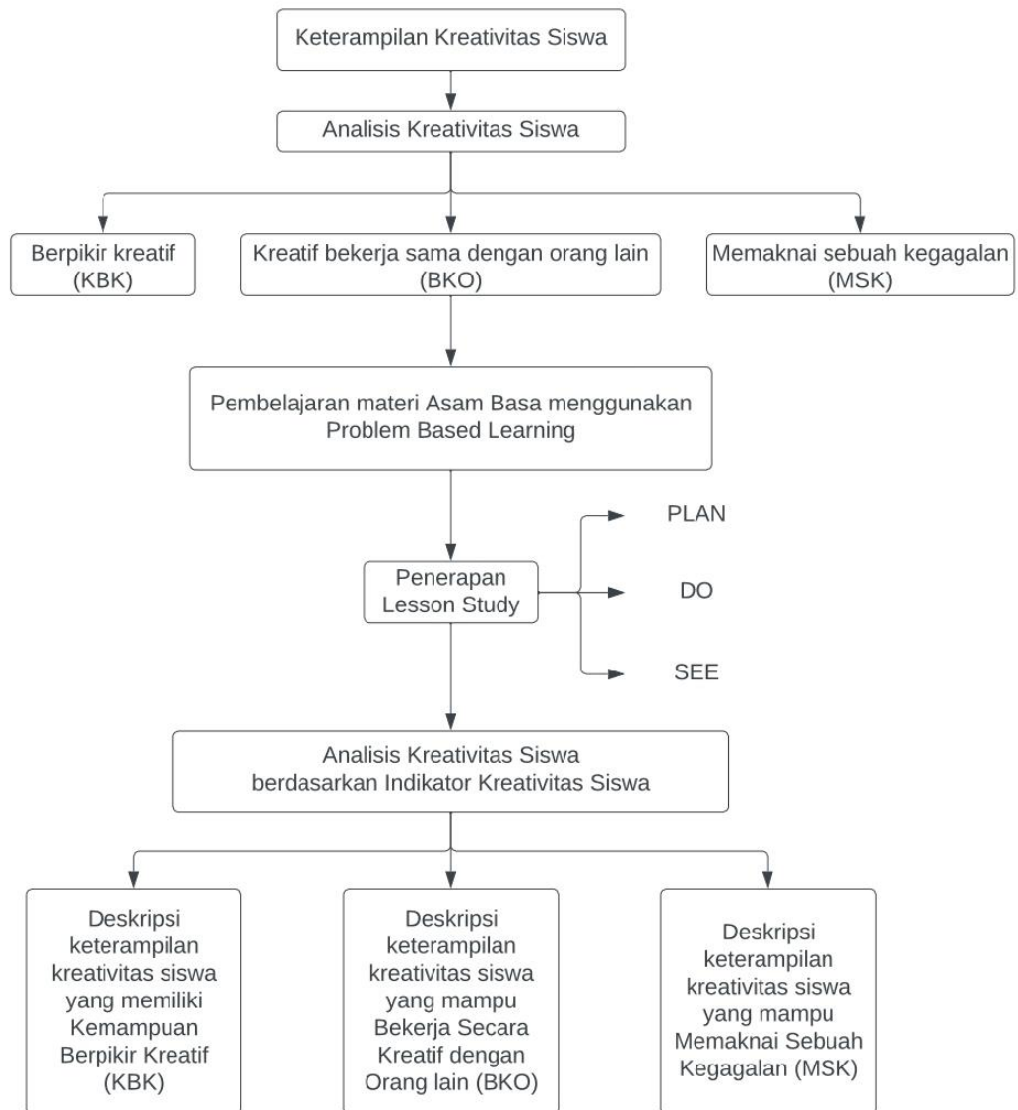 Keterampilan Kreativitas Siswa
Analisis Kreativitas Siswa
Berpikir kreatif
(KBK)
Kreatif bekerja sama dengan orang lain
(BKO)
Memaknai sebuah kegagalan
(MSK)
Pembelajaran materi Asam Basa menggunakan
Problem Based Learning
Penerapan
Lesson Study
PLAN
DO
SEE
Analisis Kreativitas Siswa
berdasarkan Indikator Kreativitas Siswa
Deskripsi
keterampilan
kreativitas siswa
yang memiliki
Kemampuan
Berpikir Kreatif
(KBK)
Deskripsi
keterampilan
kreativitas siswa
yang mampu
Bekerja Secara
Kreatif dengan
Orang lain (BKO)
Deskripsi
keterampilan
kreativitas siswa
yang mampu
Memaknai Sebuah
Kegagalan (MSK)